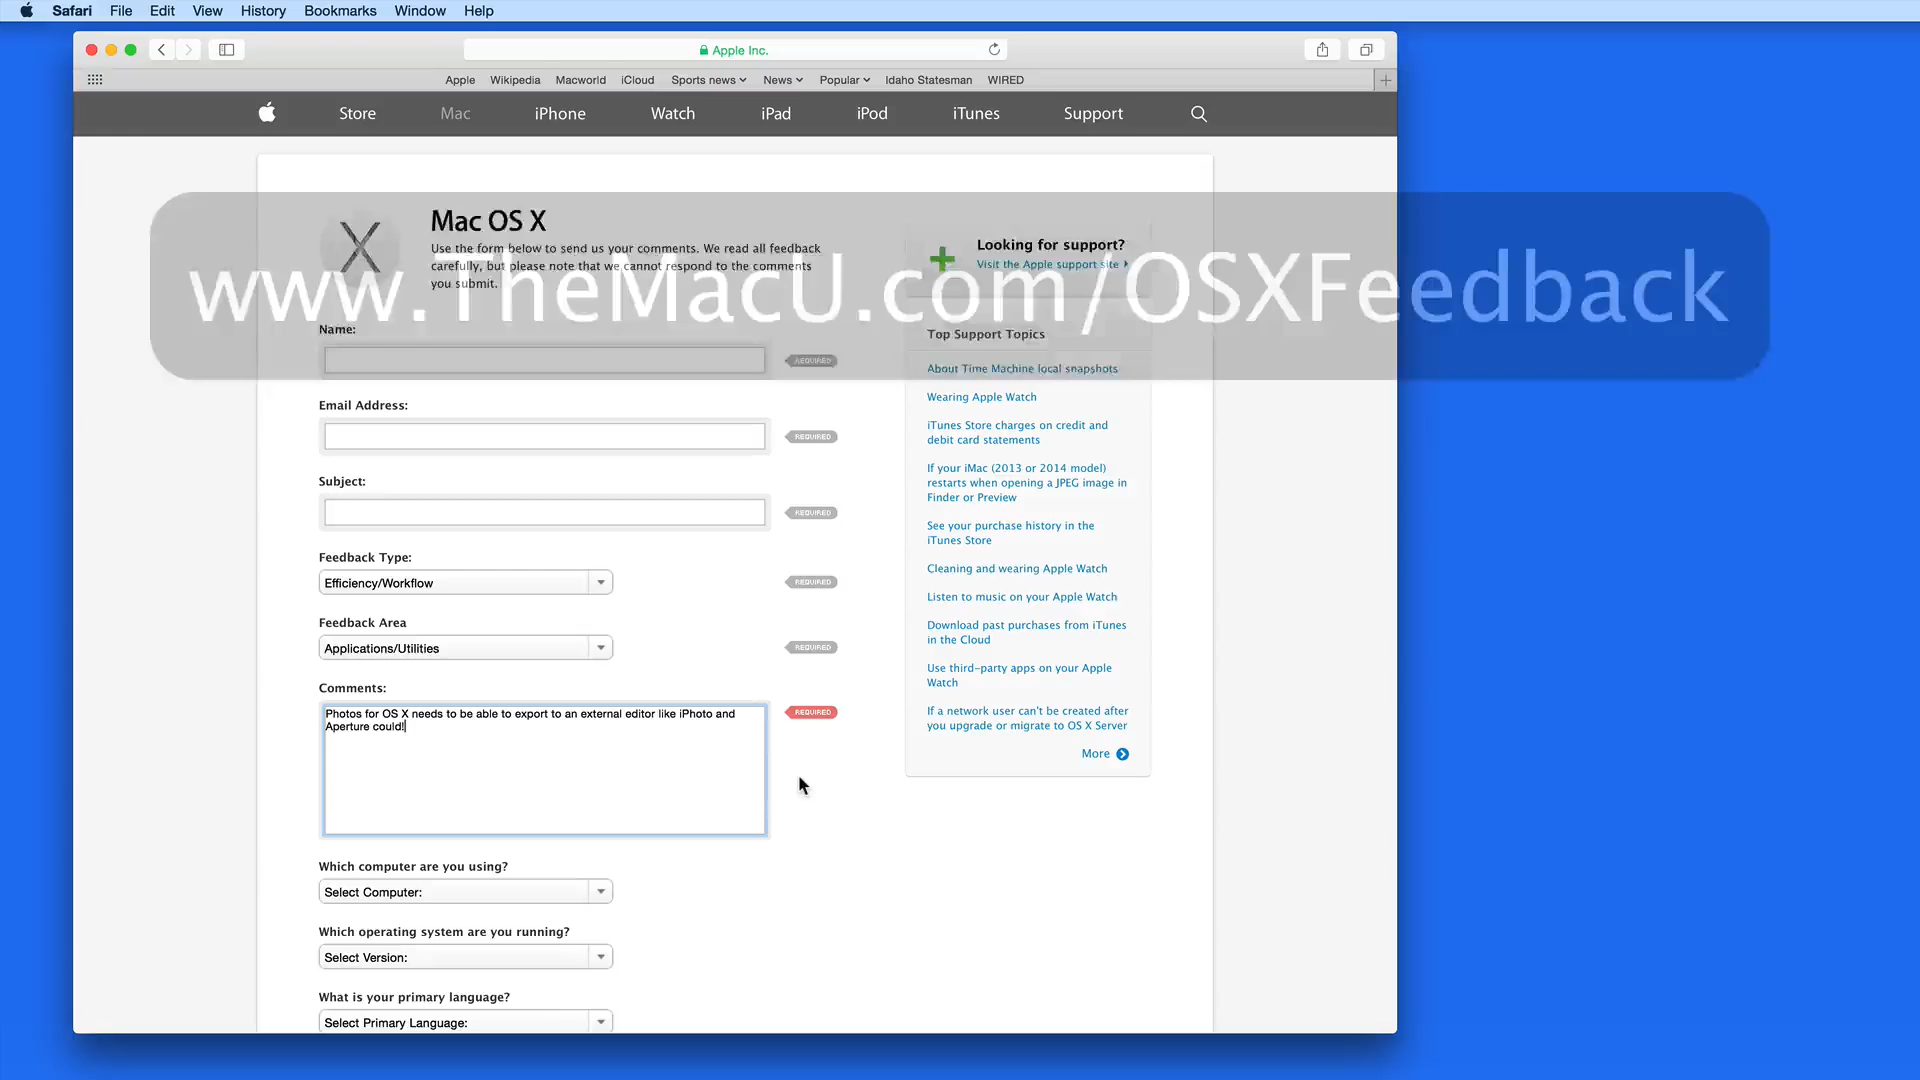 Safari File Edit View History Bookmarks Window Help
Apple Inc.
Apple Wikipedia Macworld iCloud Sports news News Popular Idaho Statesman WIRED
Store Mac iPhone Watch iPad iPod iTunes Support
Mac OS X
Use the form below to send us your comments. We read all feedback
carefully, but please note that we cannot respond to the comments
you submit.
Looking for support?
Visit the Apple support site
www.TheMacU.com/OSXFeedback
Name:
REQUIRED
Email Address:
REQUIRED
Subject:
REQUIRED
Feedback Type:
Efficiency/Workflow
REQUIRED
Feedback Area
Applications/Utilities
REQUIRED
Comments:
Photos for OS X needs to be able to export to an external editor like iPhoto and
Aperture could!
REQUIRED
Which computer are you using?
Select Computer:
Which operating system are you running?
Select Version:
What is your primary language?
Select Primary Language:
Top Support Topics
About Time Machine local snapshots
Wearing Apple Watch
iTunes Store charges on credit and
debit card statements
If your iMac (2013 or 2014 model)
restarts when opening a JPEG image in
Finder or Preview
See your purchase history in the
iTunes Store
Cleaning and wearing Apple Watch
Listen to music on your Apple Watch
Download past purchases from iTunes
in the Cloud
Use third-party apps on your Apple
Watch
If a network user can't be created after
you upgrade or migrate to OS X Server
More